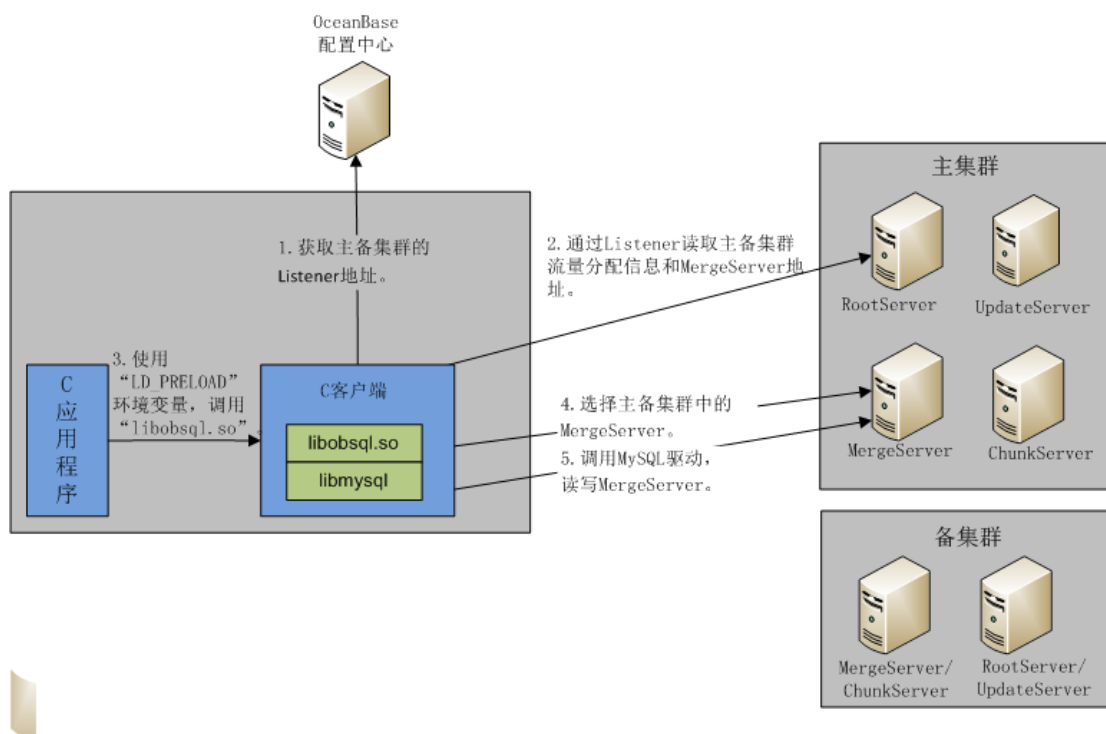 OceanBase
配置中心
1.获取主备集群的
Listener地址。
2.通过Listener读取主备集群
流量分配信息和MergeServer地
址。
主集群
RootServer
UpdateServer
3.使用
“LD_PRELOAD”
环境变量，调用
“libobsql.so”。
C
应
用
程
序
C客户端
libobsql.so
libmysql
4.选择主备集群中的
MergeServer。
5.调用MySQL驱动，
读写MergeServer。
MergeServer
ChunkServer
备集群
MergeServer/
ChunkServer
RootServer/
UpdateServer